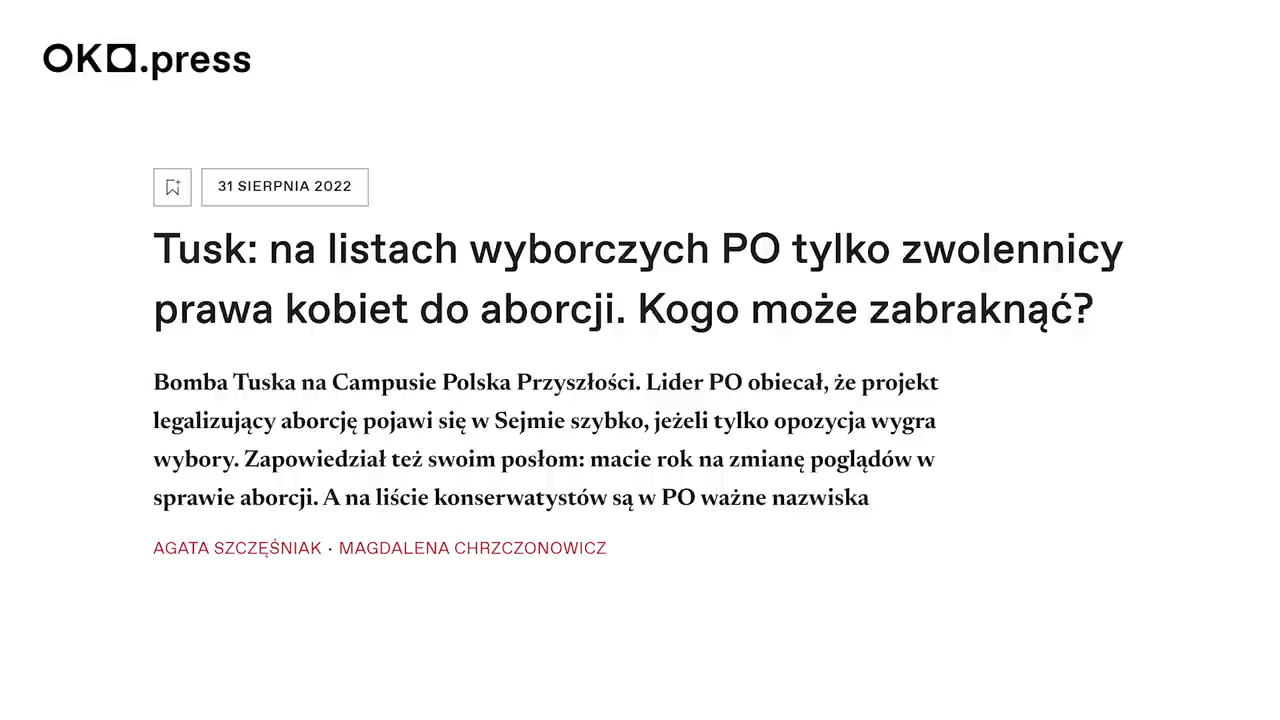 OKO.press
31 SIERPNIA 2022
Tusk: na listach wyborczych PO tylko zwolennicy
prawa kobiet do aborcji. Kogo może zabraknąć?
Bomba Tuska na Campusie Polska Przyszłości. Lider PO obiecał, że projekt
legalizujący aborcję pojawi się w Sejmie szybko, jeżeli tylko opozycja wygra
wybory. Zapowiedział też swoim posłom: macie rok na zmianę poglądów w
sprawie aborcji. A na liście konserwatystów są w PO ważne nazwiska
AGATA SZCZĘŚNIAK · MAGDALENA CHRZCZONOWICZ